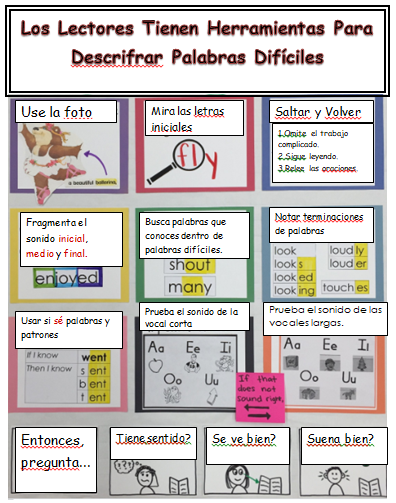 Los Lectores Tienen Herramientas Para
Descrifrar Palabras Difíciles
Use la foto
a beautiful ballerina.
Mira las letras
iniciales
fly
Saltar y Volver
1.Omite el trabajo
complicado.
2.Sigue leyendo.
3.Relee las oraciones.
Fragmenta el
sonido inicial,
medio y final.
enjoyed
Busca palabras que
conoces dentro de
palabras difíciles.
shout
many
Notar terminaciones
de palabras
look
looks
looked
looking
loudly
louder
touches
Usar si sé palabras y
patrones
If I know went
Then I know s ent
b ent
t ent
Prueba el sonido de la
vocal corta
Aa Ee Ii
Oo Uu
If that
does not
sound right,
Prueba el sonido de las
vocales largas.
Aa Ee Ii
Oo Uu
Entonces,
pregunta...
Tiene sentido?
Se ve bien?
Suena bien?